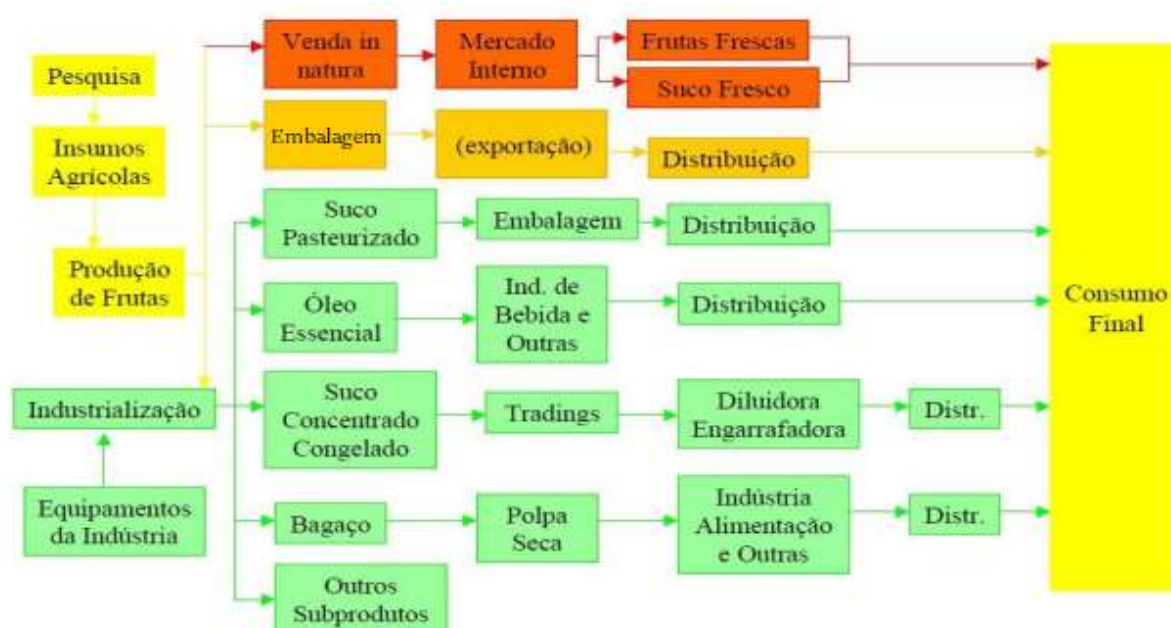 Pesquisa
Insumos
Agrícolas
Produção
de Frutas
Industrialização
Equipamentos
da Indústria
Venda in
natura
Mercado
Interno
Frutas Frescas
Suco Fresco
Embalagem
(exportação)
Distribuição
Suco
Pasteurizado
Embalagem
Distribuição
Óleo
Essencial
Ind. de
Bebida e
Outras
Distribuição
Suco
Concentrado
Congelado
Tradings
Diluidora
Engarrafadora
Distr.
Bagaço
Polpa
Seca
Indústria
Alimentação
e Outras
Distr.
Outros
Subprodutos
Consumo
Final